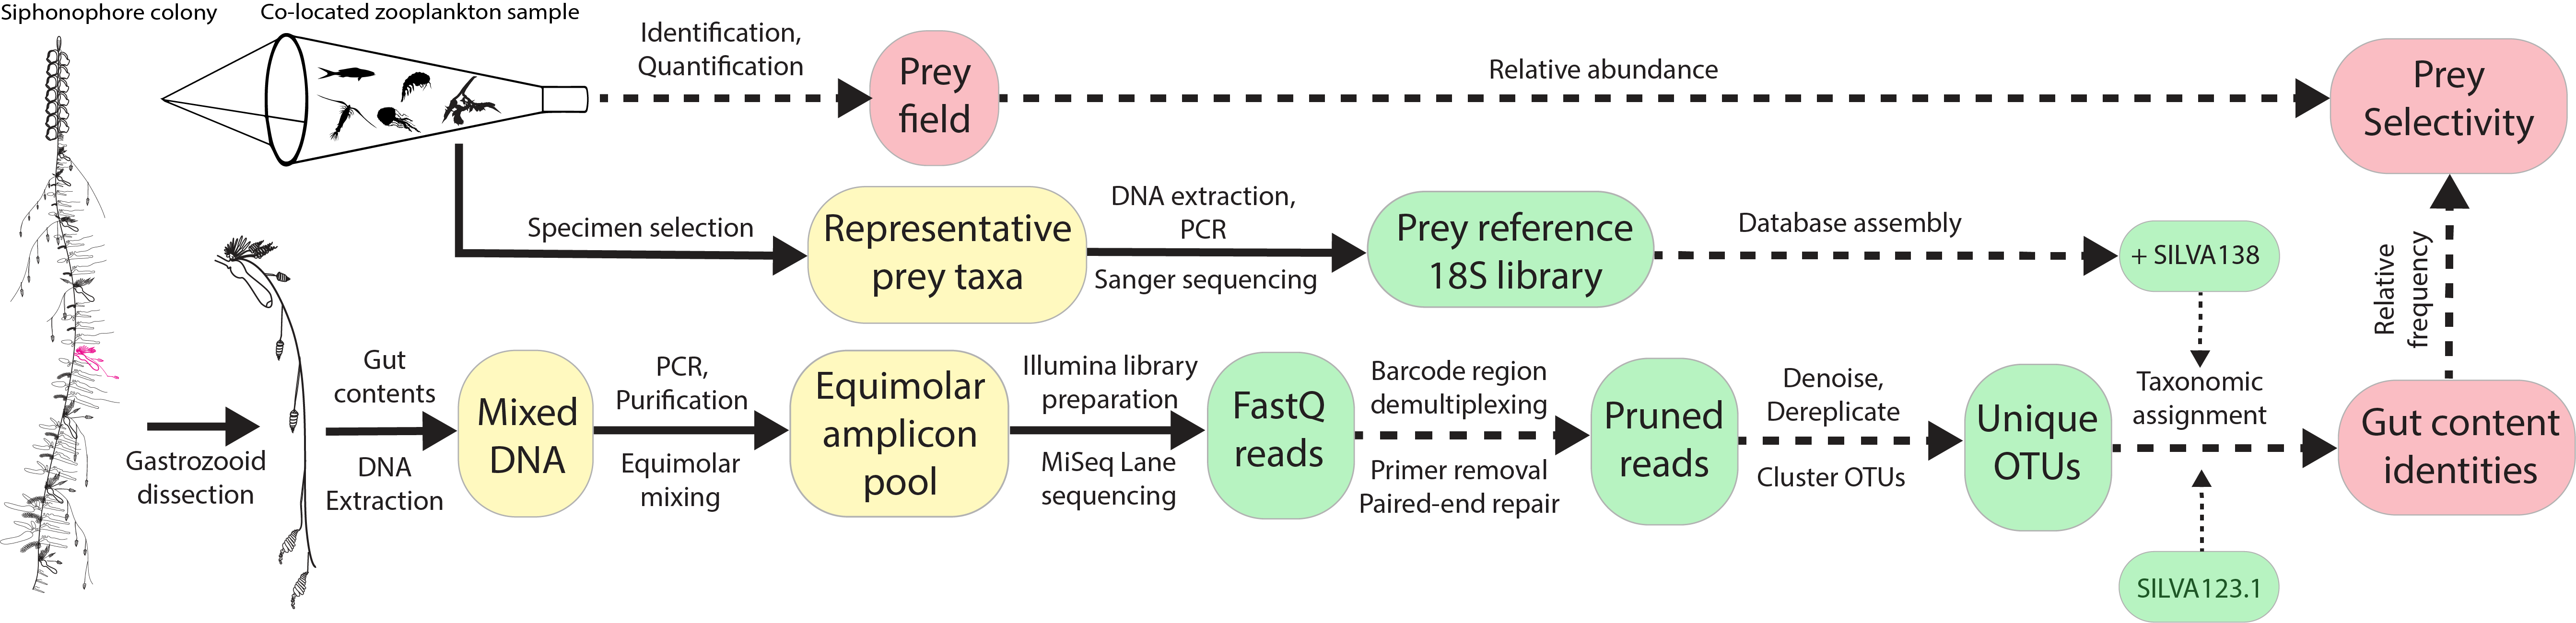 Siphonophore colony
Co-located zooplankton sample
Identification,
Quantification
Prey
field
Relative abundance
Prey
Selectivity
Specimen selection
Representative
prey taxa
DNA extraction,
PCR
Sanger sequencing
Prey reference
18S library
Database assembly
+ SILVA138
Relative
frequency
Gastrozooid
dissection
Gut
contents
DNA
Extraction
Mixed
DNA
PCR,
Purification
Equimolar
mixing
Equimolar
amplicon
pool
Illumina library
preparation
MiSeq Lane
sequencing
FastQ
reads
Barcode region
demultiplexing
Primer removal
Paired-end repair
Pruned
reads
Denoise,
Dereplicate
Cluster OTUs
Unique
OTUs
Taxonomic
assignment
SILVA123.1
Gut content
identities